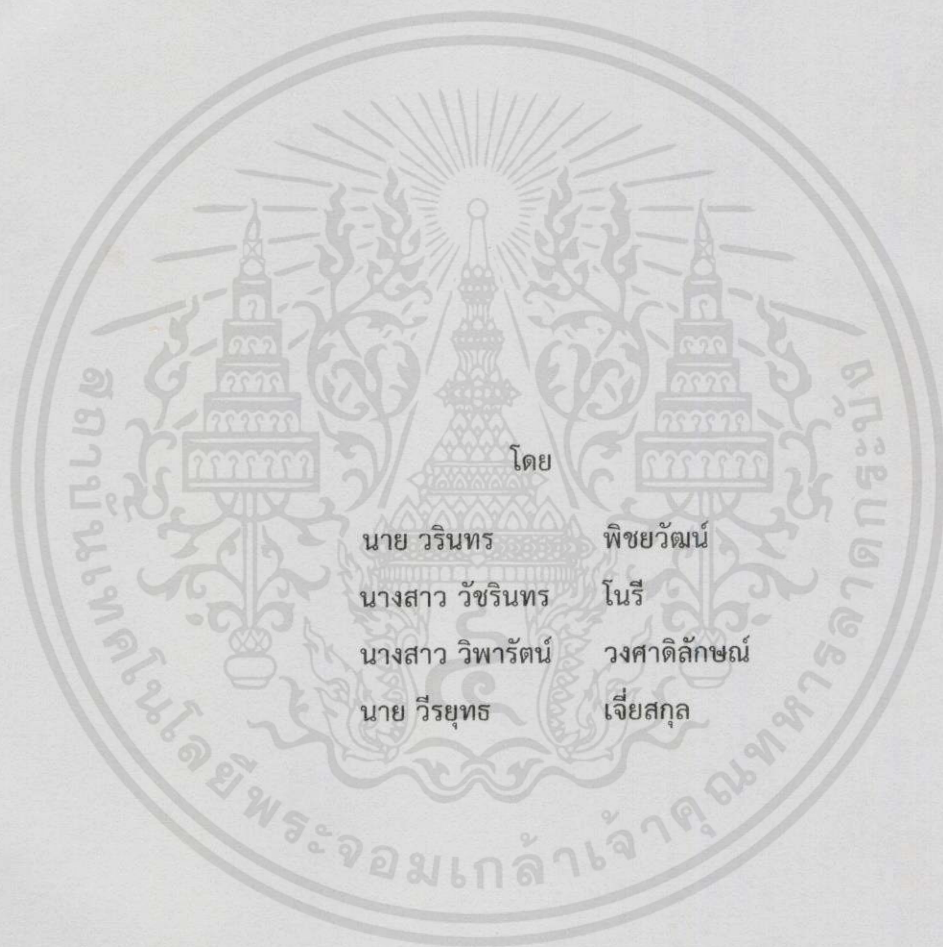 โดย
นาย วรินทร พิชยวัฒน์
นางสาว วัชรินทร โนรี
นางสาว วิพารัตน์ วงศาดิลักษณ์
นาย วีรยุทธ เจี่ยสกุล
สถาบันเทคโนโลยีพระจอมเกล้าเจ้าคุณทหารลาดกระบัง